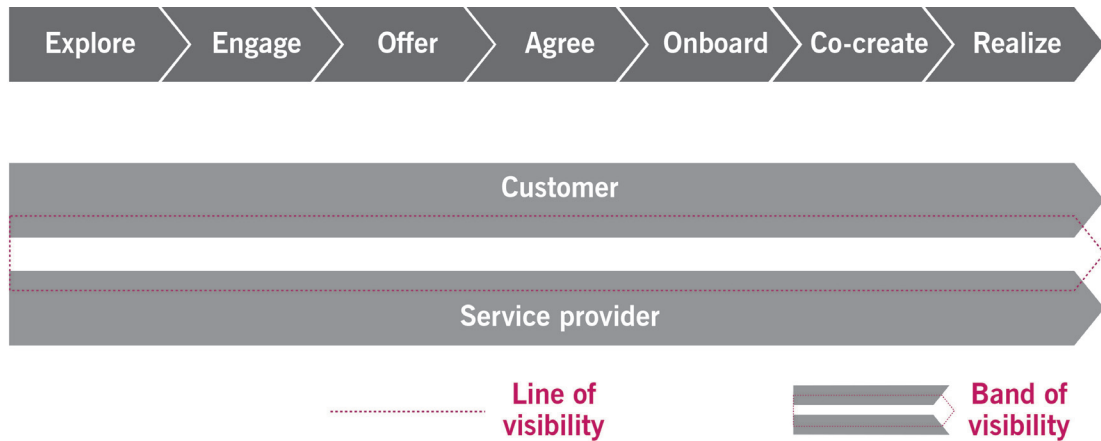 Explore Engage Offer Agree Onboard Co-create Realize
Customer
Service provider
Line of
visibility
Band of
visibility